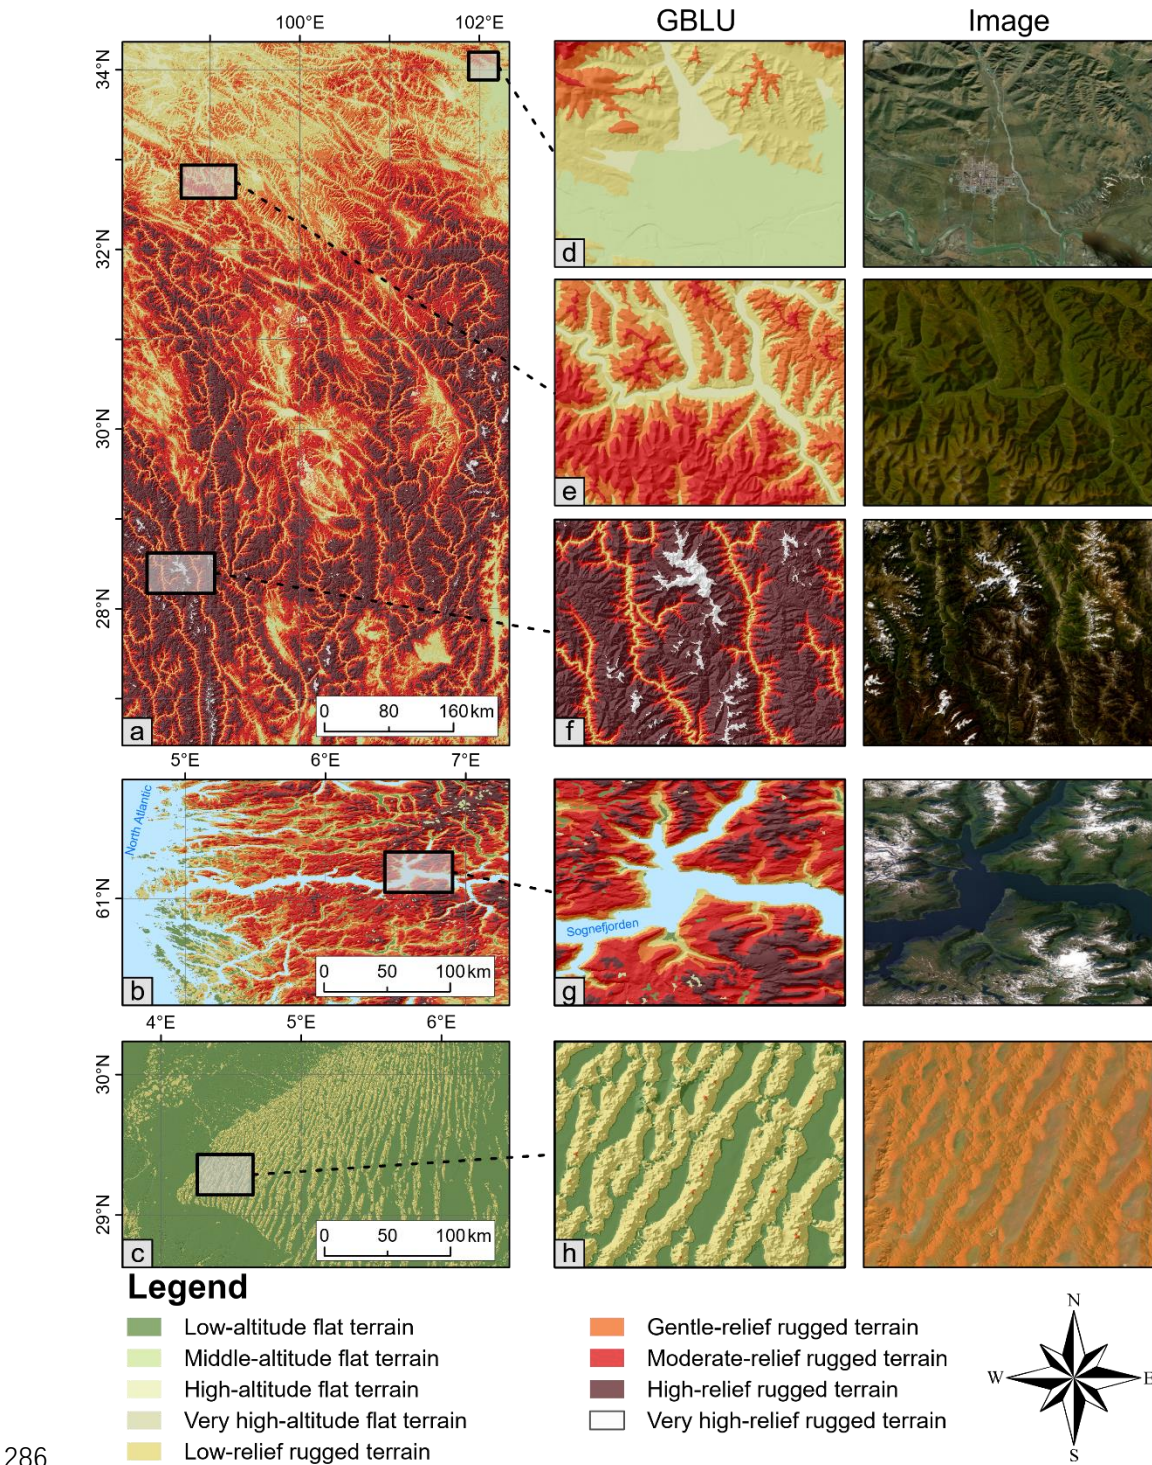 100°E 102°E
GBLU
Image
34°N
32°N
30°N
28°N
0 80 160 km
a
d
e
f
5°E 6°E 7°E
North Atlantic
61°N
0 50 100 km
b
Sognefjorden
g
4°E 5°E 6°E
30°N
29°N
0 50 100 km
c
h
Legend
Low-altitude flat terrain
Middle-altitude flat terrain
High-altitude flat terrain
Very high-altitude flat terrain
Low-relief rugged terrain
Gentle-relief rugged terrain
Moderate-relief rugged terrain
High-relief rugged terrain
Very high-relief rugged terrain
N
W E
S
286